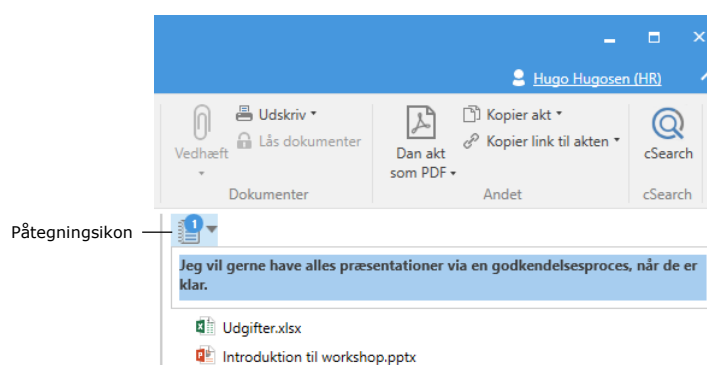 Hugo Hugosen (HR)
Vedhæft
Udskriv
Lås dokumenter
Dokumenter
Dan akt
som PDF
Kopier akt
Kopier link til akten
Andet
cSearch
cSearch
Påtegningsikon
1
Jeg vil gerne have alles præsentationer via en godkendelsesproces, når de er
klar.
Udgifter.xlsx
Introduktion til workshop.pptx